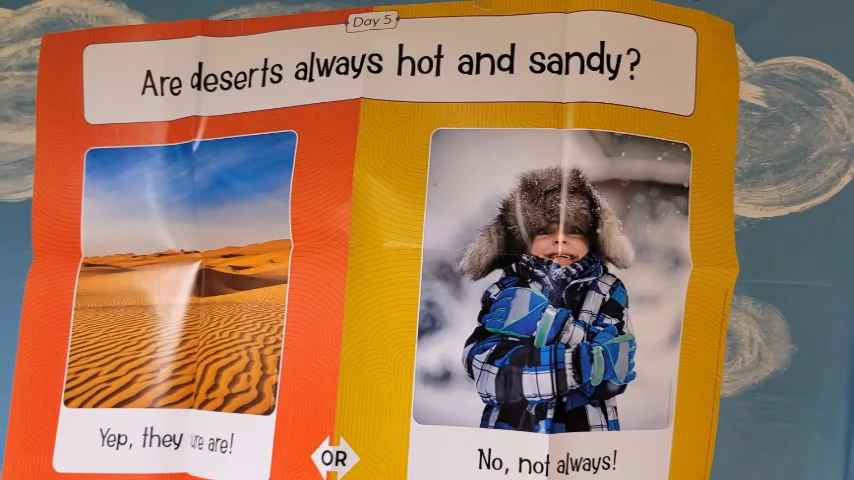 Day 5
Are deserts always hot and sandy?
Yep, they are!
OR
No, not always!